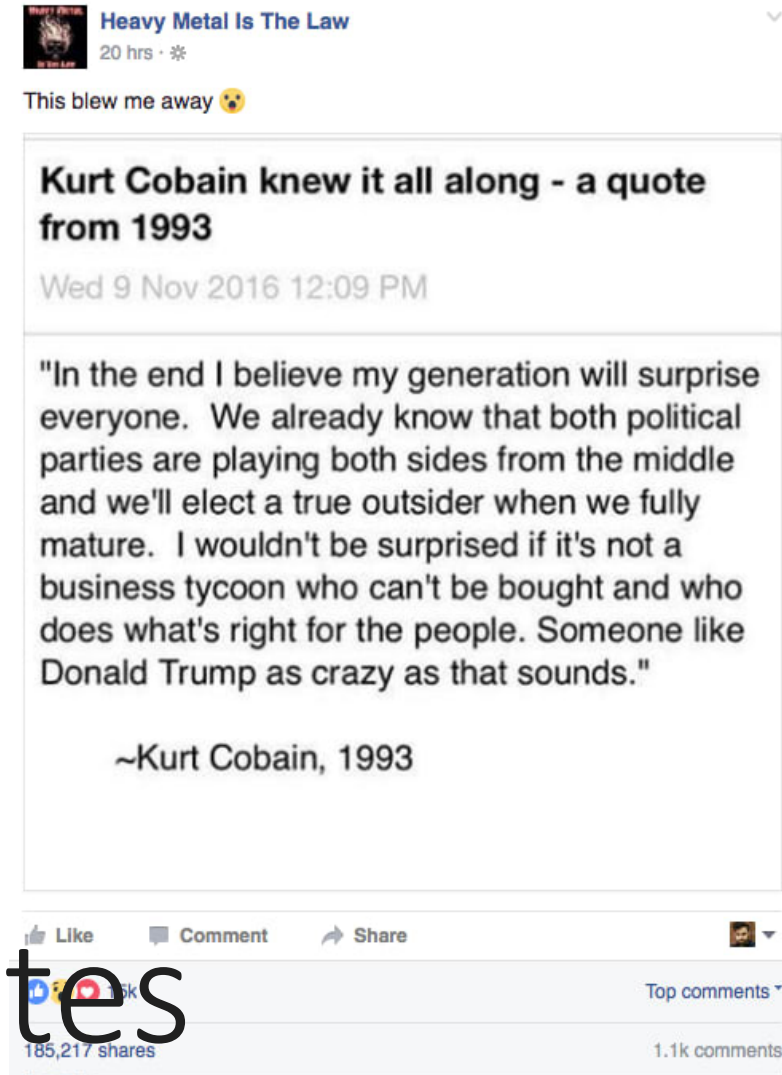 Heavy Metal Is The Law
20 hrs ·
This blew me away
Kurt Cobain knew it all along - a quote
from 1993
Wed 9 Nov 2016 12:09 PM
"In the end I believe my generation will surprise
everyone. We already know that both political
parties are playing both sides from the middle
and we'll elect a true outsider when we fully
mature. I wouldn't be surprised if it's not a
business tycoon who can't be bought and who
does what's right for the people. Someone like
Donald Trump as crazy as that sounds."
~Kurt Cobain, 1993
Like Comment Share
tes
Top comments
185,217 shares 1.1k comments